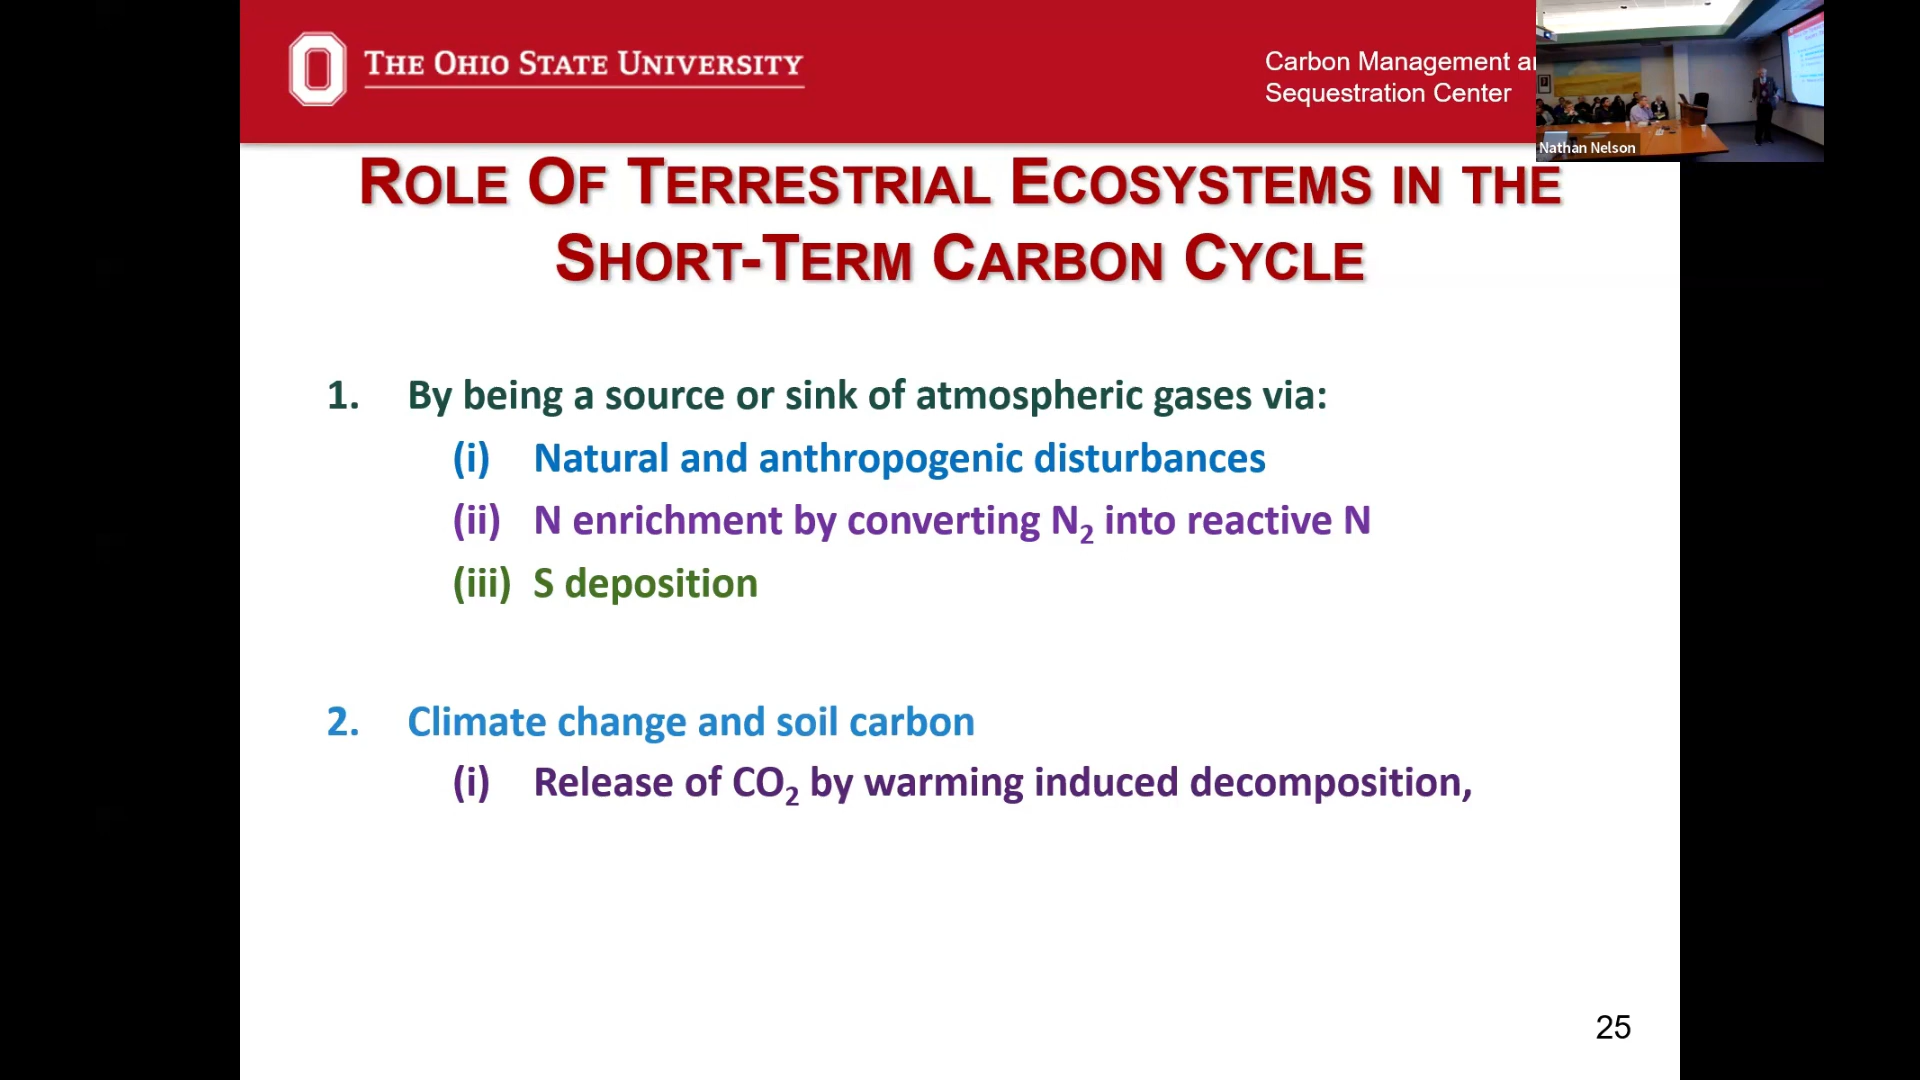 THE OHIO STATE UNIVERSITY
Carbon Management a
Sequestration Center
Nathan Nelson
ROLE OF TERRESTRIAL ECOSYSTEMS IN THE
SHORT-TERM CARBON CYCLE
1. By being a source or sink of atmospheric gases via:
(i) Natural and anthropogenic disturbances
(ii) N enrichment by converting N₂ into reactive N
(iii) S deposition
2. Climate change and soil carbon
(i) Release of CO₂ by warming induced decomposition,
25